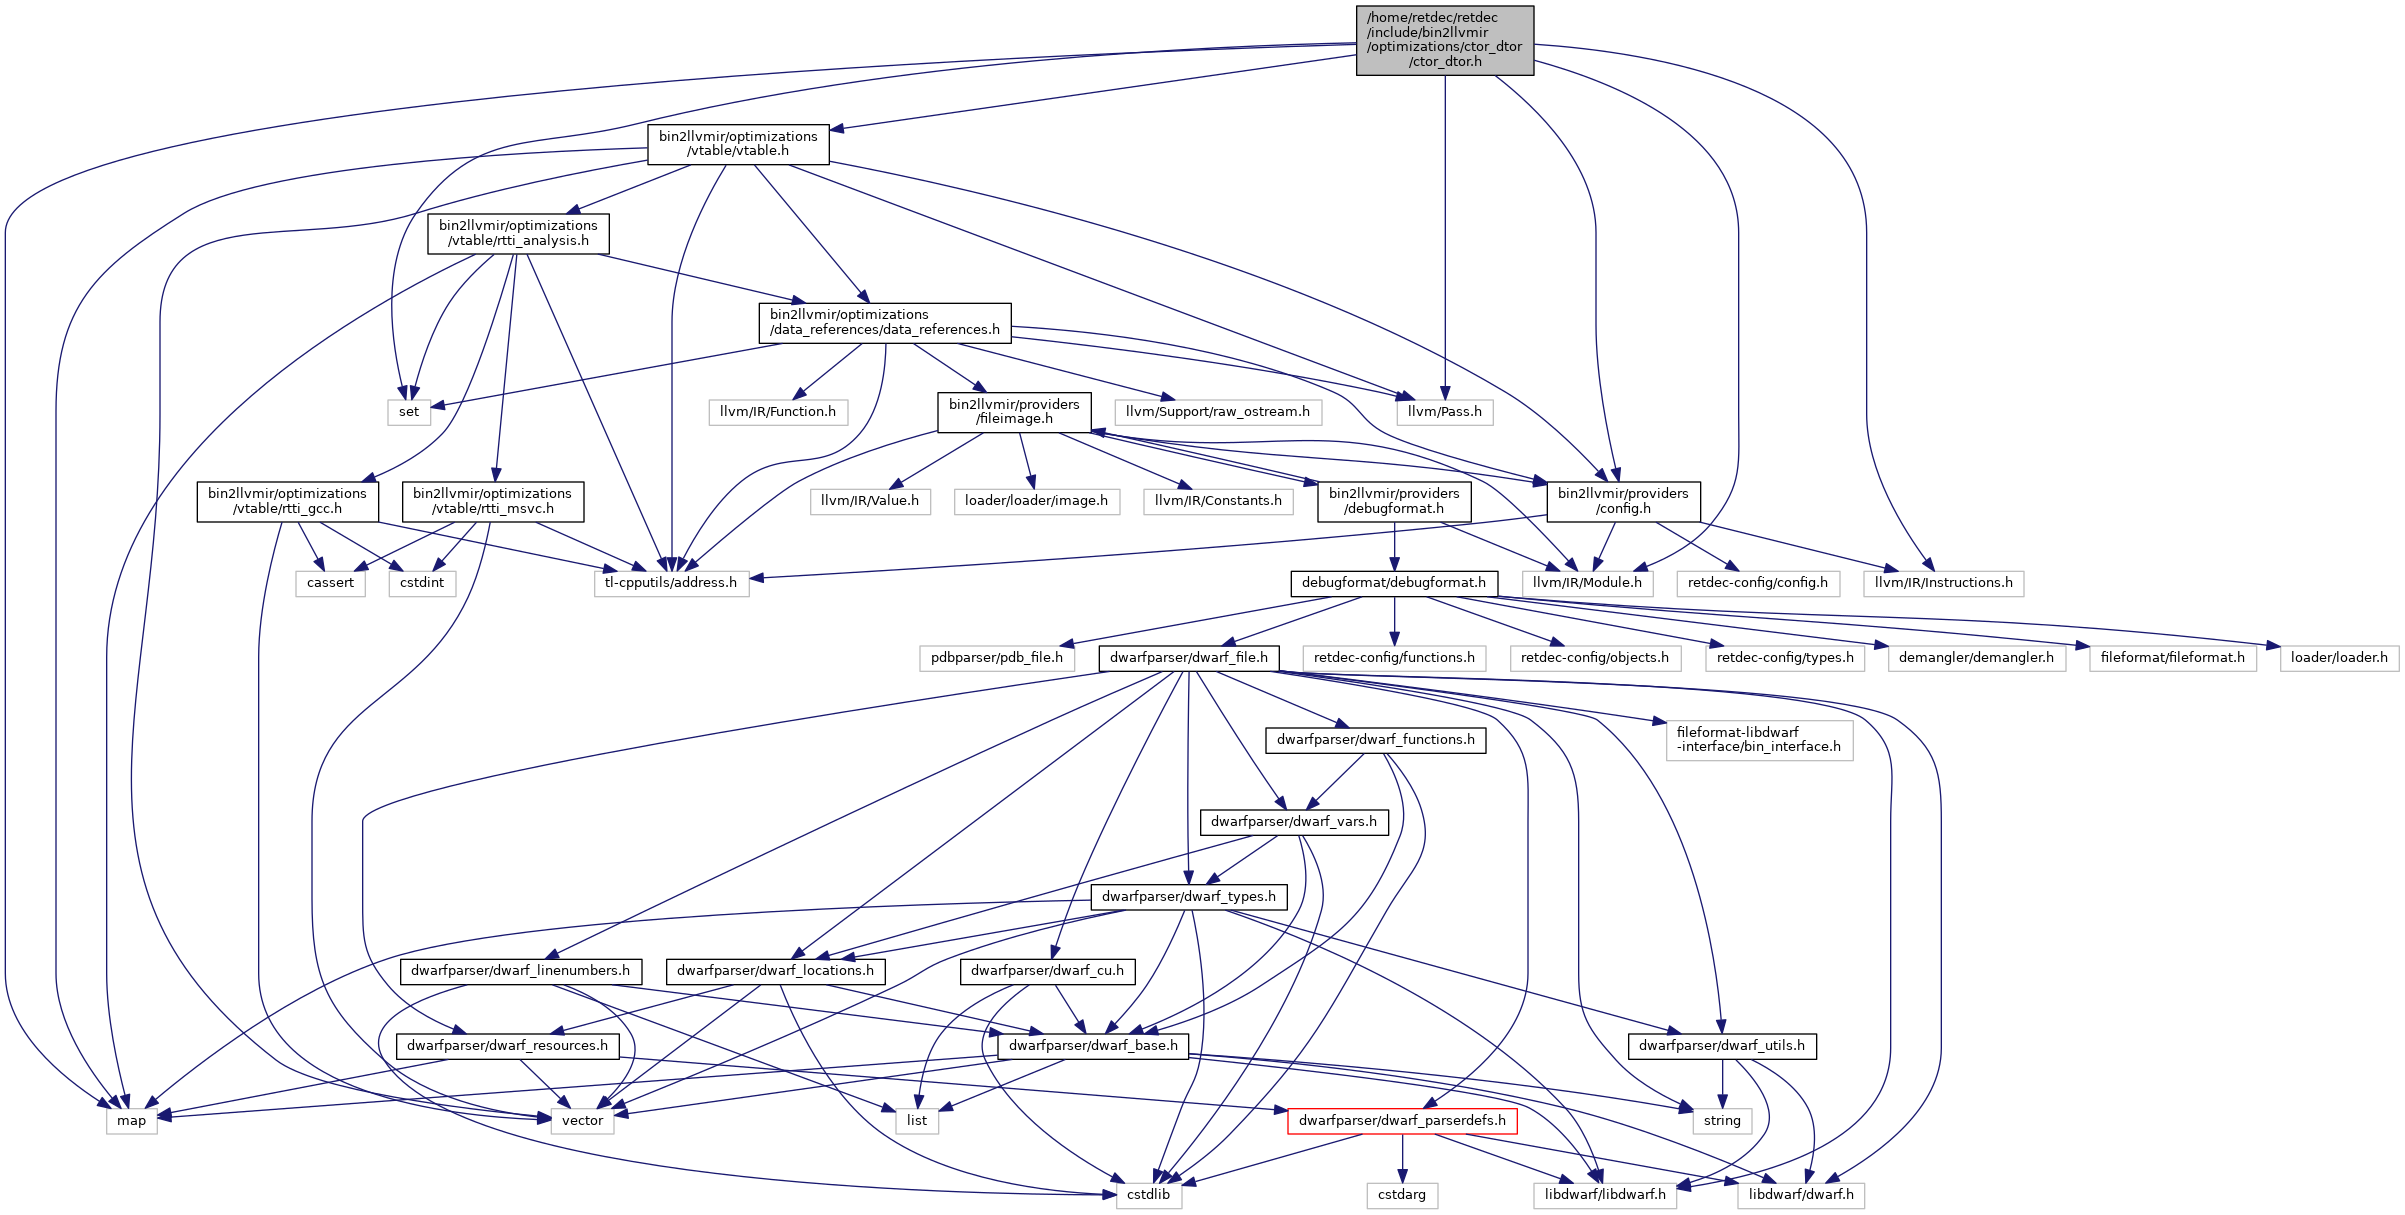 /home/retdec/retdec
/include/bin2llvmir
/optimizations/ctor_dtor
/ctor_dtor.h
bin2llvmir/optimizations
/vtable/vtable.h
bin2llvmir/optimizations
/vtable/rtti_analysis.h
bin2llvmir/optimizations
/data_references/data_references.h
set
llvm/IR/Function.h
bin2llvmir/providers
/fileimage.h
llvm/Support/raw_ostream.h
llvm/Pass.h
bin2llvmir/optimizations
/vtable/rtti_gcc.h
bin2llvmir/optimizations
/vtable/rtti_msvc.h
llvm/IR/Value.h
loader/loader/image.h
llvm/IR/Constants.h
bin2llvmir/providers
/debugformat.h
bin2llvmir/providers
/config.h
cassert
cstdint
tl-cpputils/address.h
debugformat/debugformat.h
llvm/IR/Module.h
retdec-config/config.h
llvm/IR/Instructions.h
pdbparser/pdb_file.h
dwarfparser/dwarf_file.h
retdec-config/functions.h
retdec-config/objects.h
retdec-config/types.h
demangler/demangler.h
fileformat/fileformat.h
loader/loader.h
dwarfparser/dwarf_functions.h
fileformat-libdwarf
-interface/bin_interface.h
dwarfparser/dwarf_vars.h
dwarfparser/dwarf_types.h
dwarfparser/dwarf_linenumbers.h
dwarfparser/dwarf_locations.h
dwarfparser/dwarf_cu.h
dwarfparser/dwarf_resources.h
dwarfparser/dwarf_base.h
dwarfparser/dwarf_utils.h
map
vector
list
dwarfparser/dwarf_parserdefs.h
string
cstdlib
cstdarg
libdwarf/libdwarf.h
libdwarf/dwarf.h